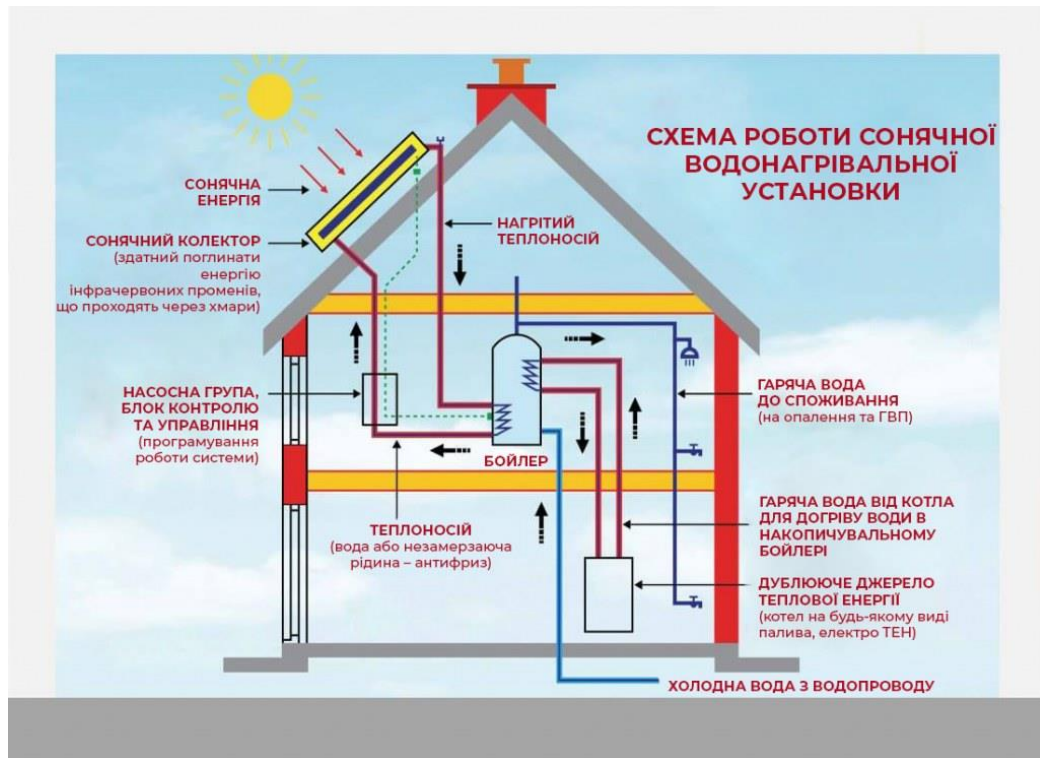 СХЕМА РОБОТИ СОНЯЧНОЇ
ВОДОНАГРІВАЛЬНОЇ
УСТАНОВКИ
СОНЯЧНА
ЕНЕРГІЯ
СОНЯЧНИЙ КОЛЕКТОР
(здатний поглинати
енергію
інфрачервоних променів,
що проходять через хмари)
НАГРІТИЙ
ТЕПЛОНОСІЙ
НАСОСНА ГРУПА,
БЛОК КОНТРОЛЮ
ТА УПРАВЛІННЯ
(програмування
роботи системи)
БОЙЛЕР
ГАРЯЧА ВОДА
ДО СПОЖИВАННЯ
(на опалення та ГВП)
ТЕПЛОНОСІЙ
(вода або незамерзаюча
рідина – антифриз)
ГАРЯЧА ВОДА ВІД КОТЛА
ДЛЯ ДОГРІВУ ВОДИ В
НАКОПИЧУВАЛЬНОМУ
БОЙЛЕРІ
ДУБЛЮЮЧЕ ДЖЕРЕЛО
ТЕПЛОВОЇ ЕНЕРГІЇ
(котел на будь-якому виді
палива, електро ТЕН)
ХОЛОДНА ВОДА З ВОДОПРОВОДУ